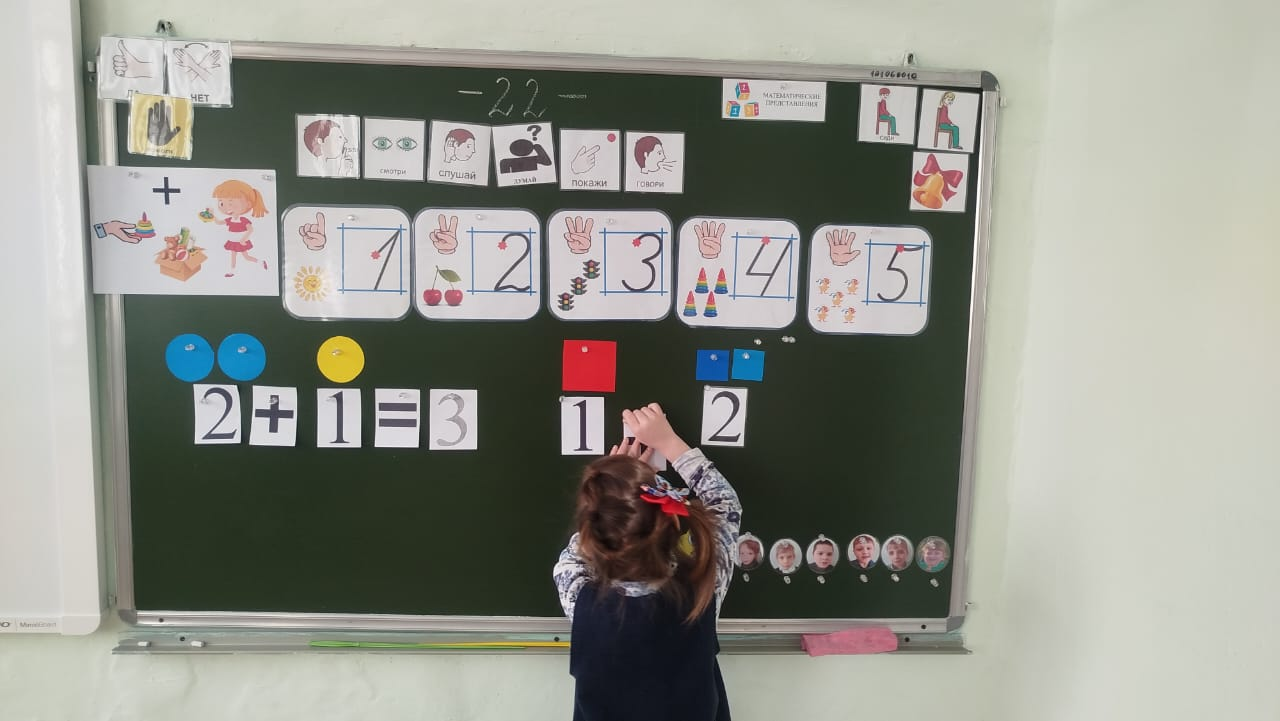 ДА
НЕТ
- 22 -
МАТЕМАТИЧЕСКИЕ
ПРЕДСТАВЛЕНИЯ
сиди
смотри
слушай
ДУМАЙ
?
покажи
говори
+
1
2
3
4
5
2 + 1 = 3
1
2
MimioBoard